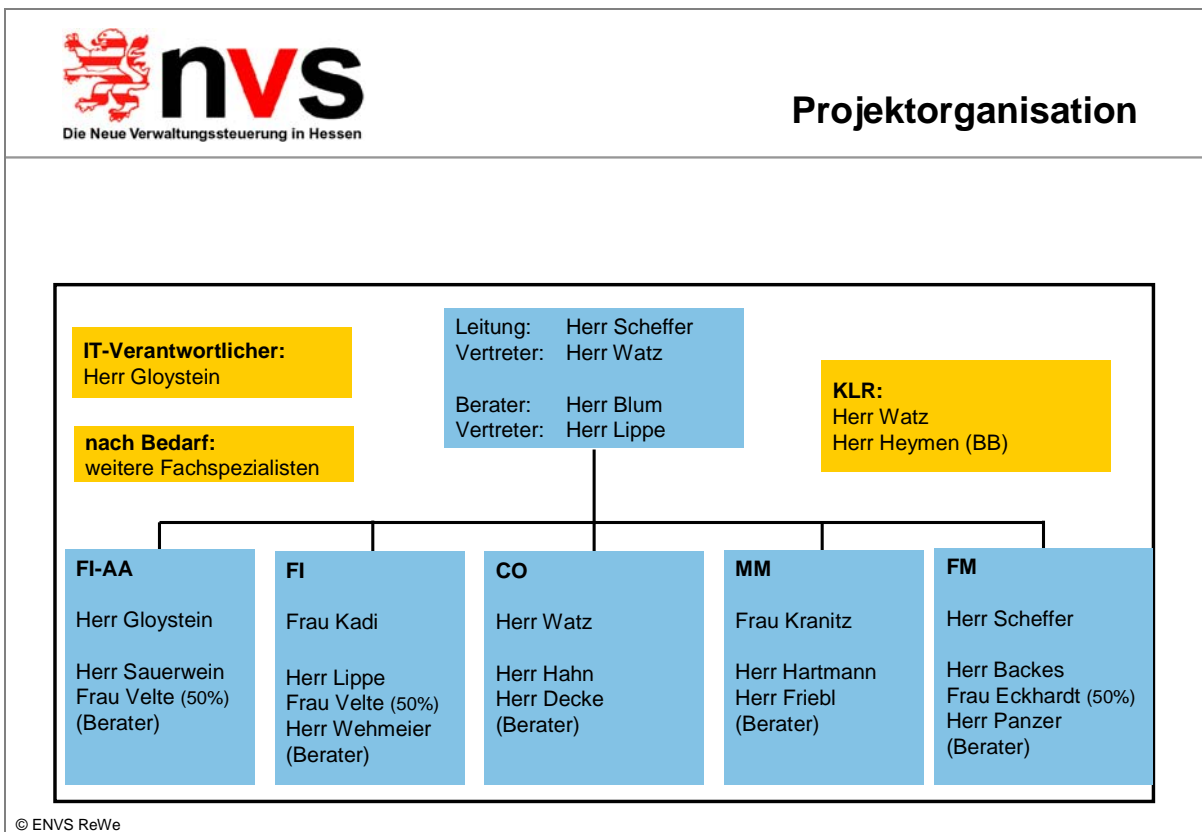 nvs
Die Neue Verwaltungssteuerung in Hessen
Projektorganisation
IT-Verantwortlicher:
Herr Gloystein
nach Bedarf:
weitere Fachspezialisten
Leitung: Herr Scheffer
Vertreter: Herr Watz
Berater: Herr Blum
Vertreter: Herr Lippe
KLR:
Herr Watz
Herr Heymen (BB)
FI-AA
Herr Gloystein
Herr Sauerwein
Frau Velte (50%)
(Berater)
FI
Frau Kadi
Herr Lippe
Frau Velte (50%)
Herr Wehmeier
(Berater)
CO
Herr Watz
Herr Hahn
Herr Decke
(Berater)
MM
Frau Kranitz
Herr Hartmann
Herr Friebl
(Berater)
FM
Herr Scheffer
Herr Backes
Frau Eckhardt (50%)
Herr Panzer
(Berater)
© ENVS ReWe